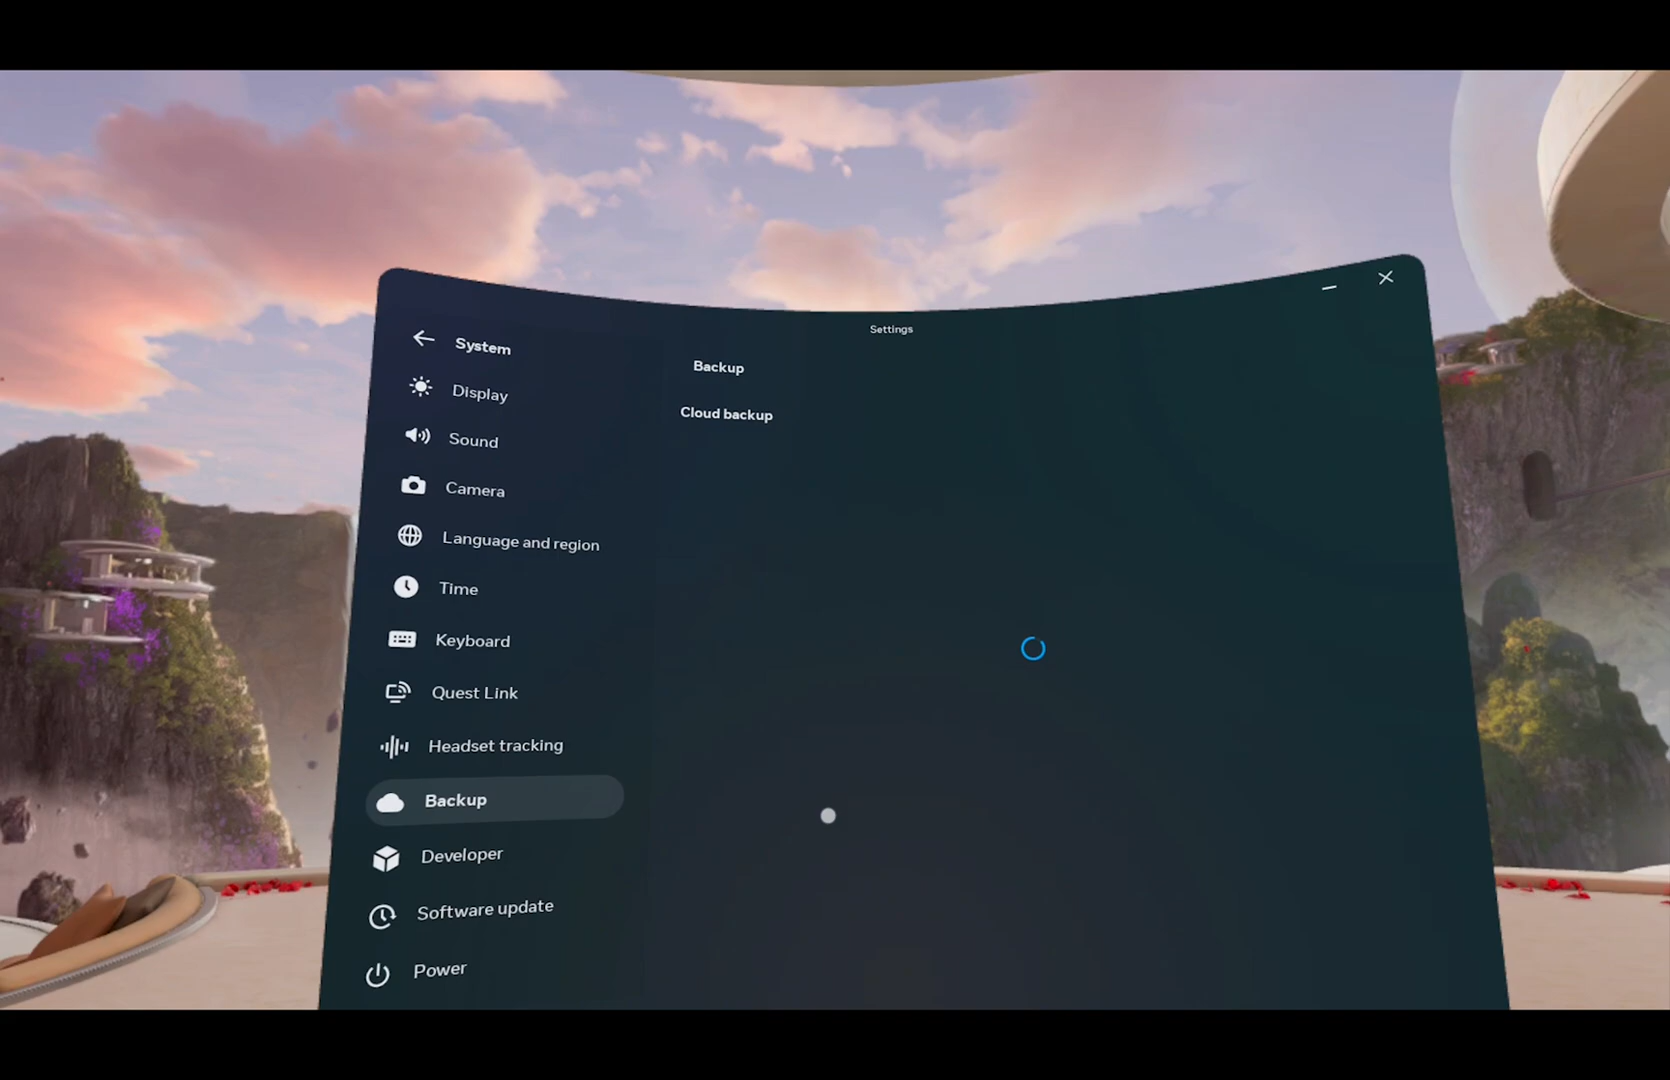 Settings
System
Display
Sound
Camera
Language and region
Time
Keyboard
Quest Link
Headset tracking
Backup
Developer
Software update
Power
Backup
Cloud backup